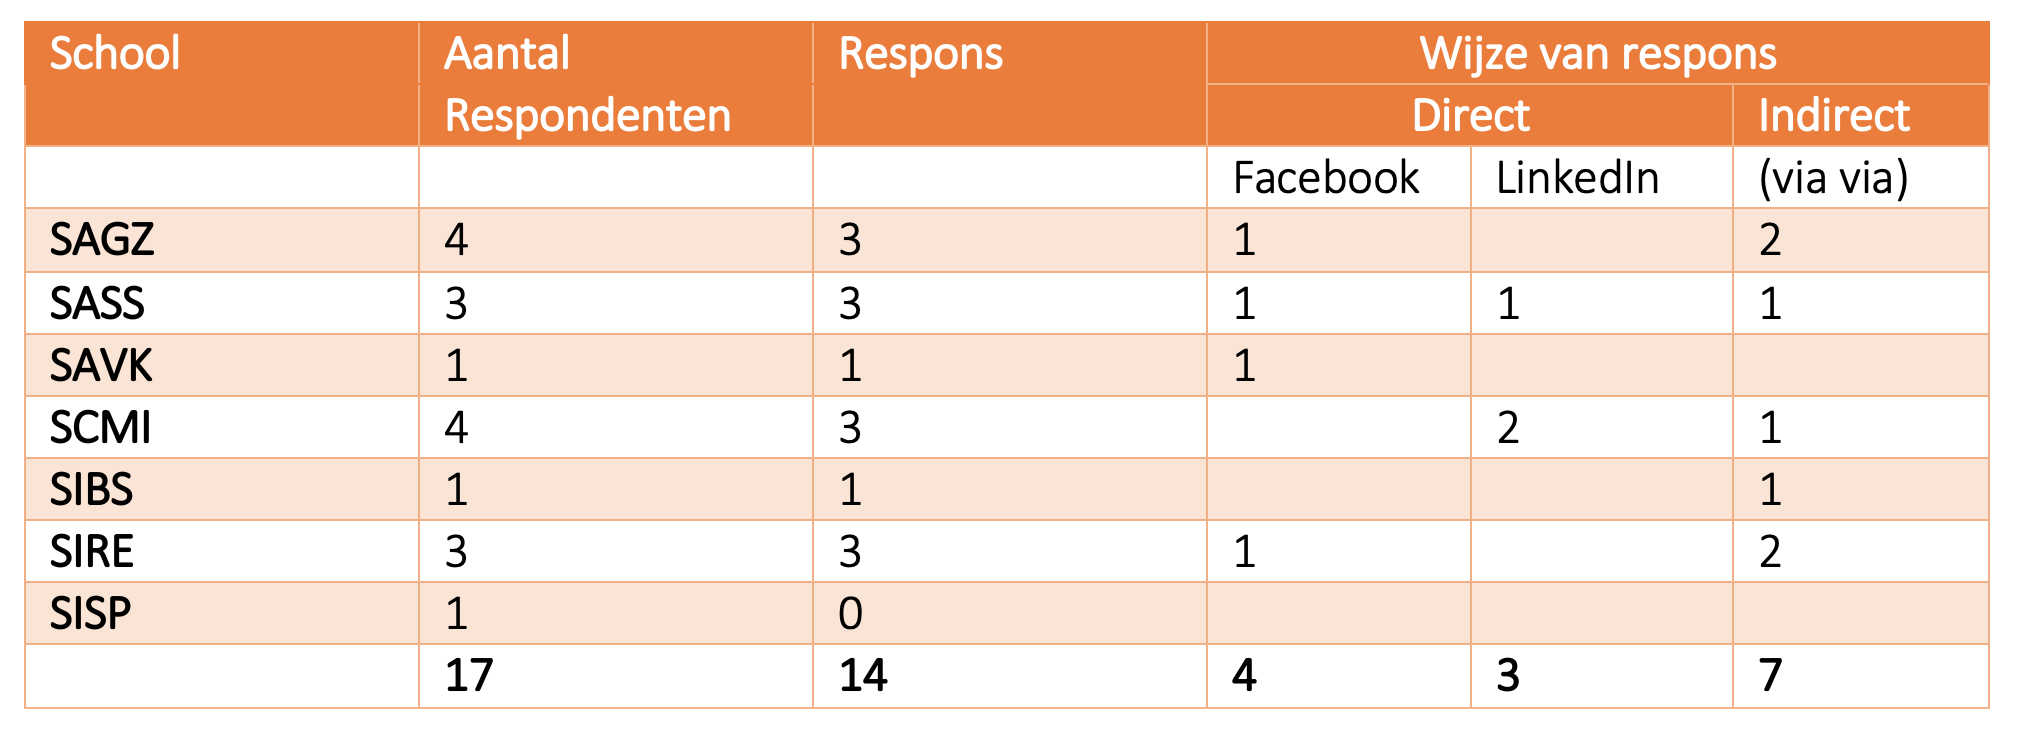 School Aantal Respons Wijze van respons
Respondenten Direct Indirect
Facebook LinkedIn (via via)
SAGZ 4 3 1 2
SASS 3 3 1 1 1
SAVK 1 1 1
SCMI 4 3 2 1
SIBS 1 1 1
SIRE 3 3 1 2
SISP 1 0
17 14 4 3 7